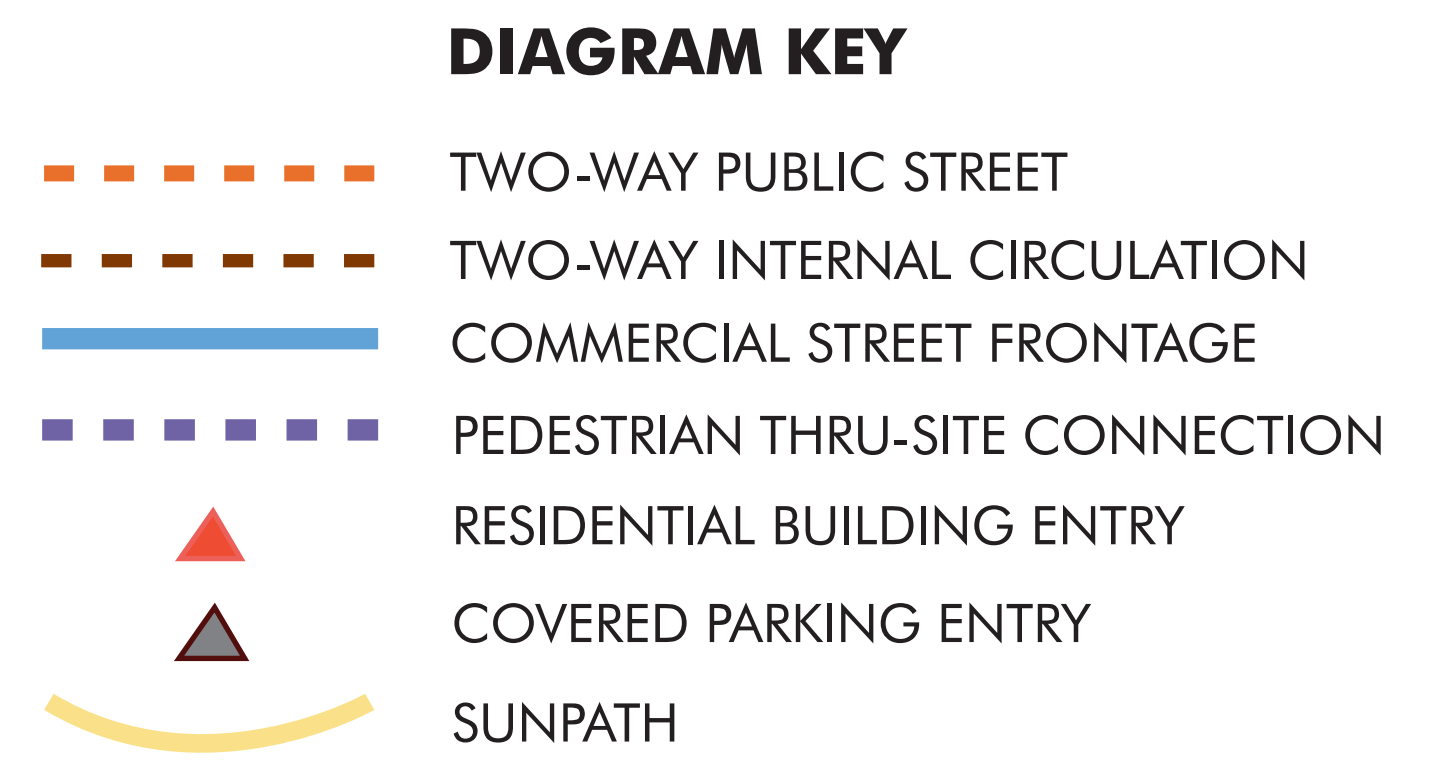 DIAGRAM KEY
TWO-WAY PUBLIC STREET
TWO-WAY INTERNAL CIRCULATION
COMMERCIAL STREET FRONTAGE
PEDESTRIAN THRU-SITE CONNECTION
RESIDENTIAL BUILDING ENTRY
COVERED PARKING ENTRY
SUNPATH